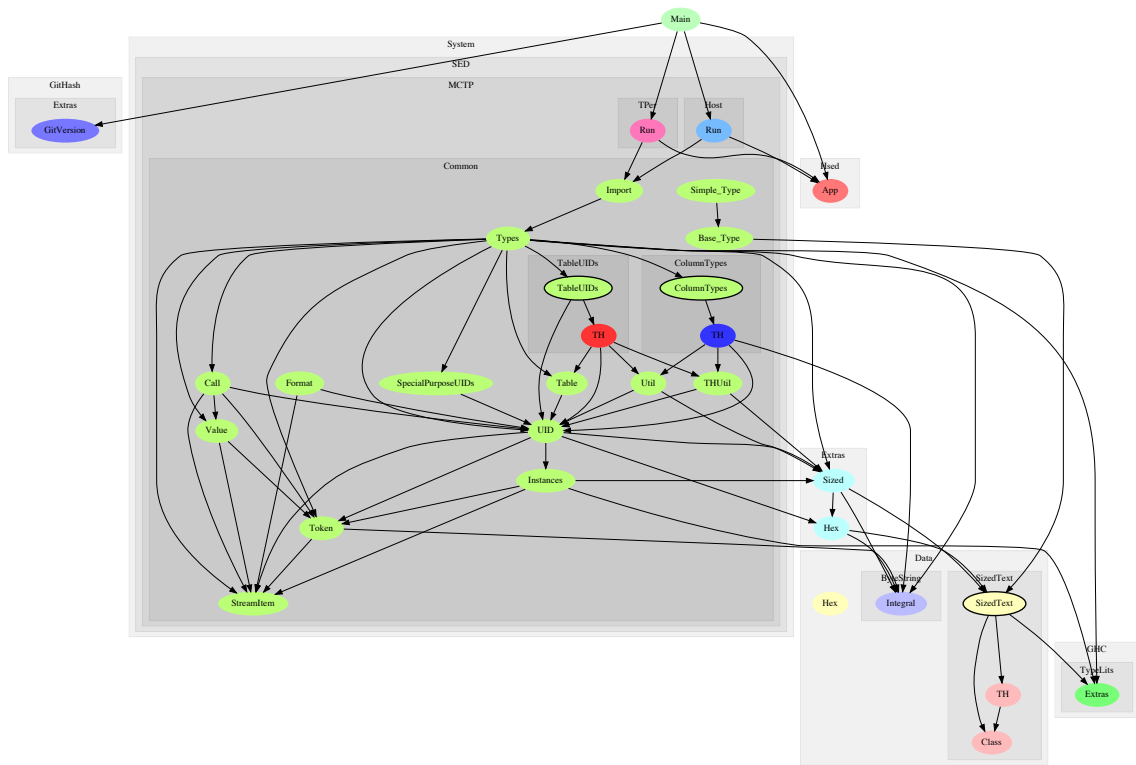 Main
System
SED
GitHash
MCTP
Extras
TPer
Host
GitVersion
Run
Run
Common
Hsed
Import
Simple_Type
App
Types
Base_Type
TableUIDs
ColumnTypes
TableUIDs
ColumnTypes
TH
TH
Call
Format
SpecialPurposeUIDs
Table
Util
THUtil
Value
UID
Extras
Instances
Sized
Token
Hex
Data
ByteString
SizedText
StreamItem
Hex
Integral
SizedText
GHC
TypeLits
TH
Extras
Class